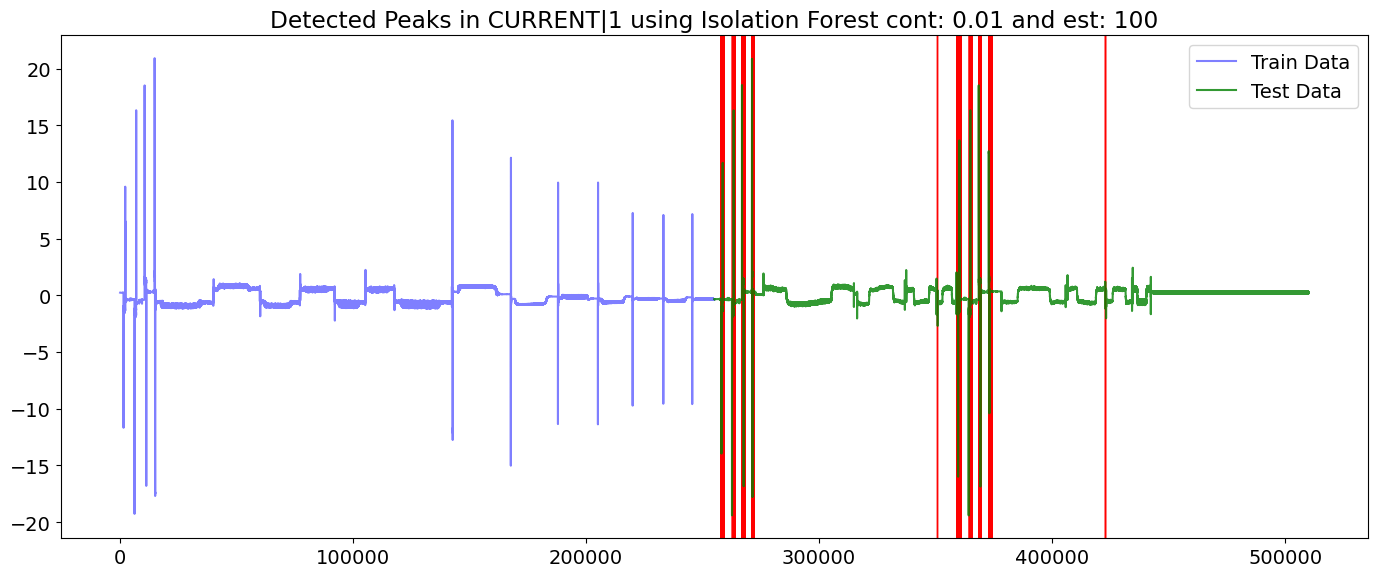 Detected Peaks in CURRENT|1 using Isolation Forest cont: 0.01 and est: 100
Train Data
Test Data
20
15
10
5
0
−5
−10
−15
−20
0 100000 200000 300000 400000 500000